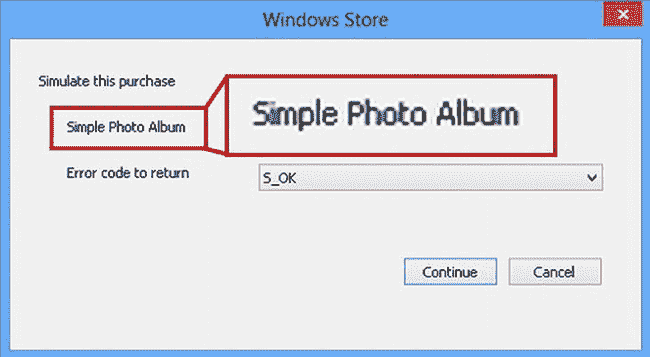 Windows Store
Simulate this purchase
Simple Photo Album
Simple Photo Album
Error code to return
S_OK
Continue
Cancel